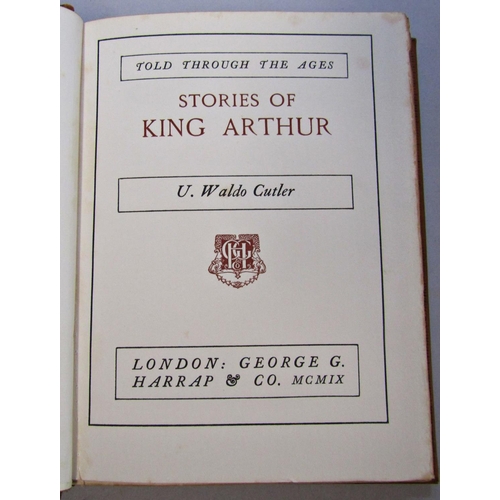 TOLD THROUGH THE AGES
STORIES OF
KING ARTHUR
U. Waldo Cutler
LONDON: GEORGE G.
HARRAP & CO. MCMIX